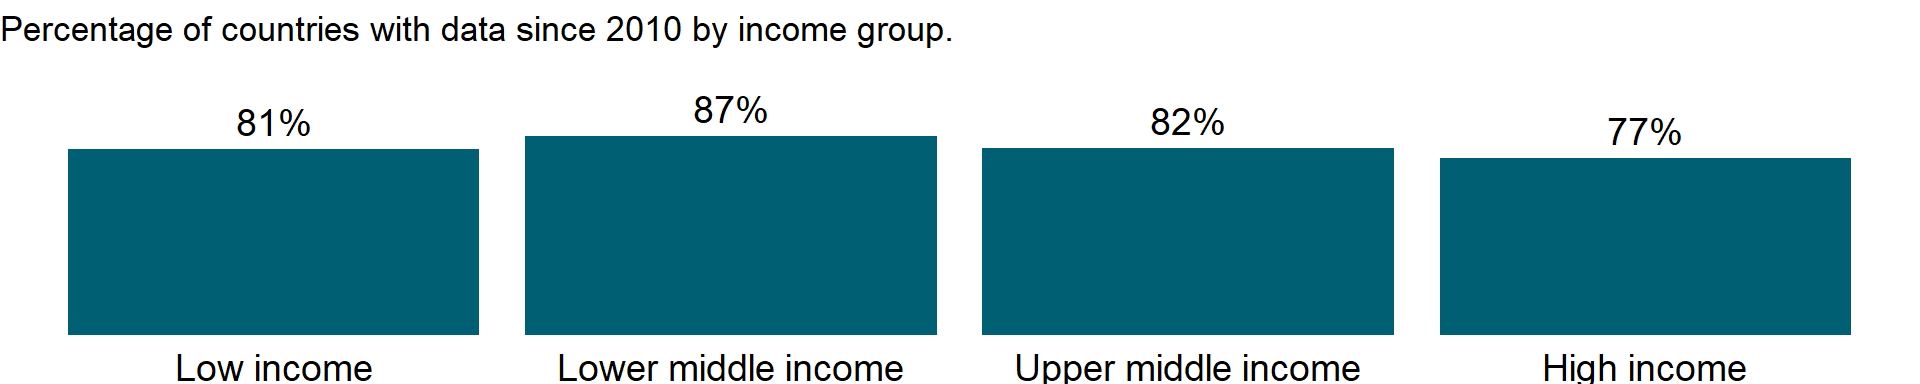 Percentage of countries with data since 2010 by income group.
81%
87%
82%
77%
Low income
Lower middle income
Upper middle income
High income